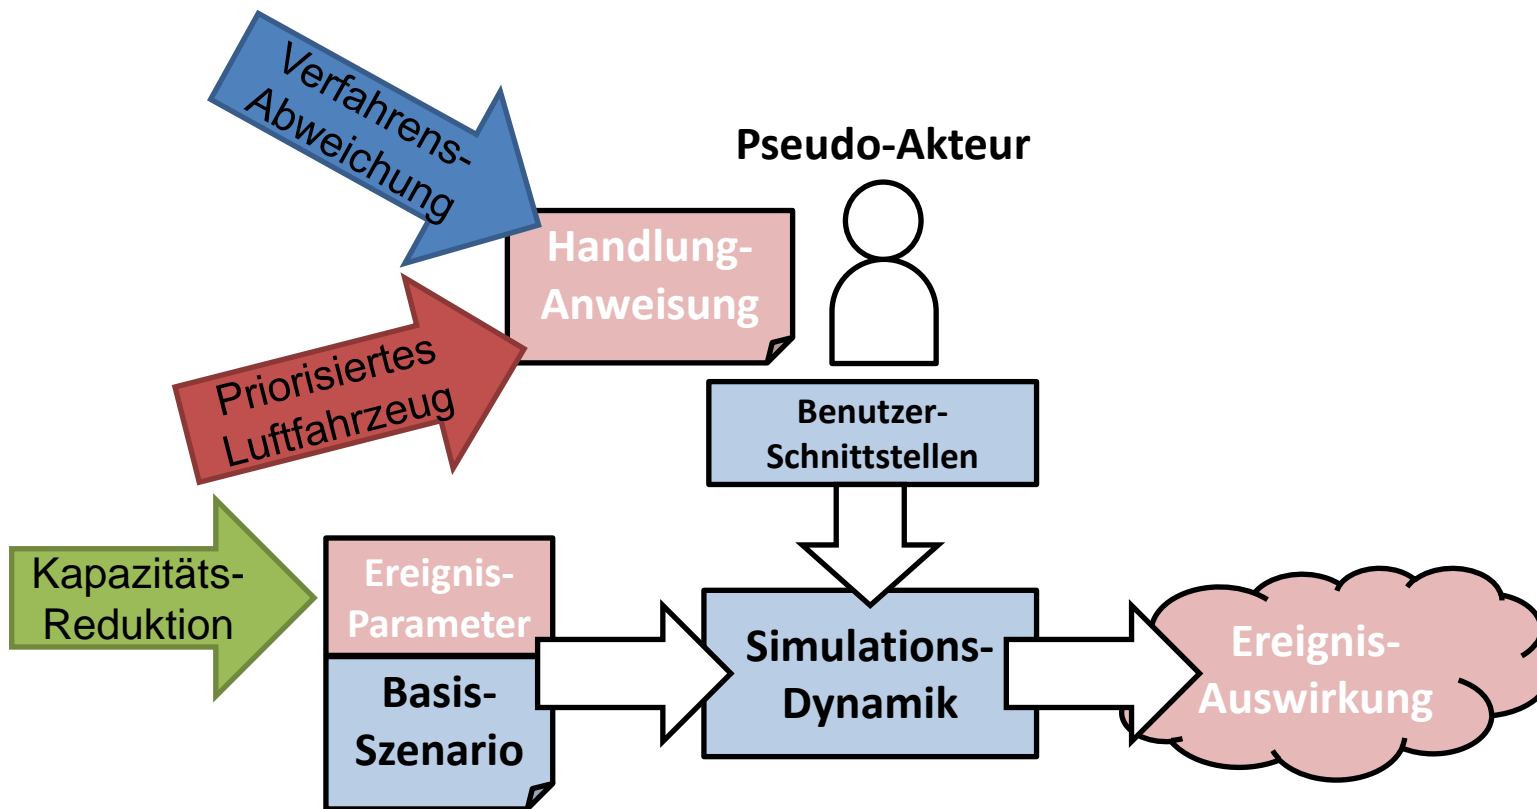 Verfahrens-
Abweichung
Pseudo-Akteur
Handlung-
Anweisung
Priorisiertes
Luftfahrzeug
Benutzer-
Schnittstellen
Kapazitäts-
Reduktion
Ereignis-
Parameter
Basis-
Szenario
Simulations-
Dynamik
Ereignis-
Auswirkung